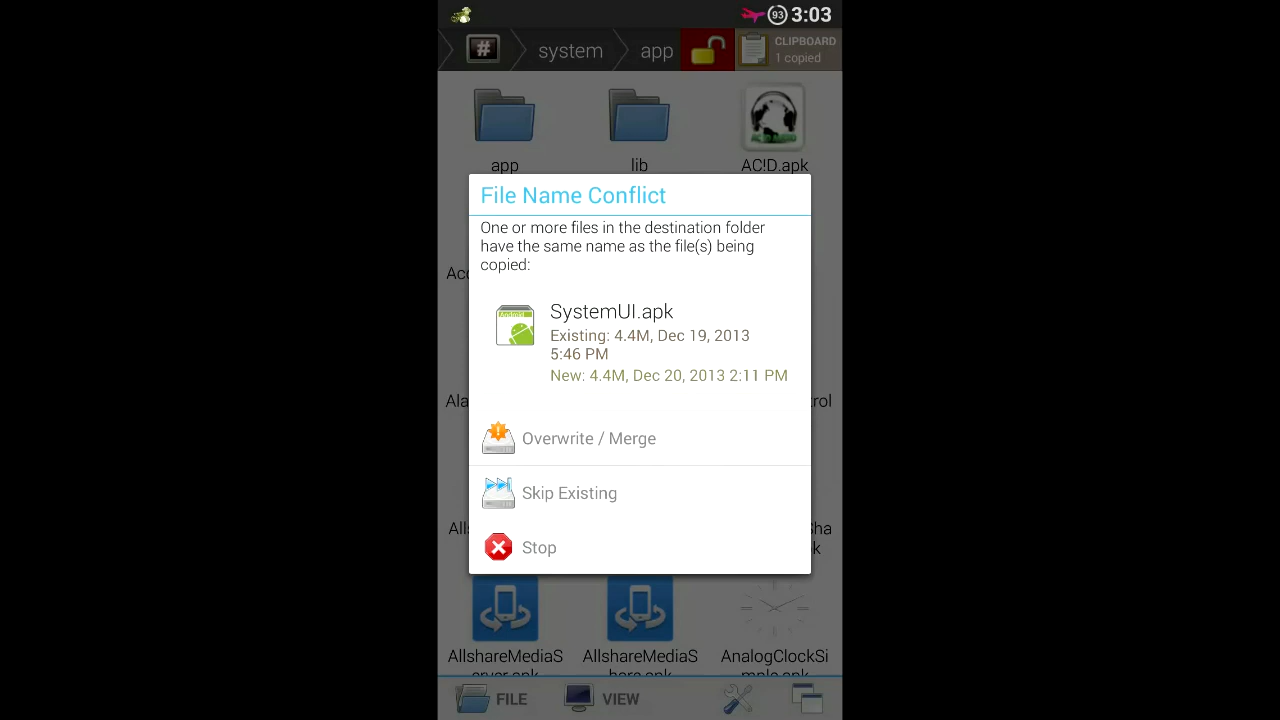 93 3:03
# system app CLIPBOARD
1 copied
app lib AC!D.apk
File Name Conflict
One or more files in the destination folder
have the same name as the file(s) being
copied:
Android
SystemUI.apk
Existing: 4.4M, Dec 19, 2013
5:46 PM
New: 4.4M, Dec 20, 2013 2:11 PM
Overwrite / Merge
Skip Existing
Stop
AllshareMediaS AllshareMediaS AnalogClockSi
FILE VIEW